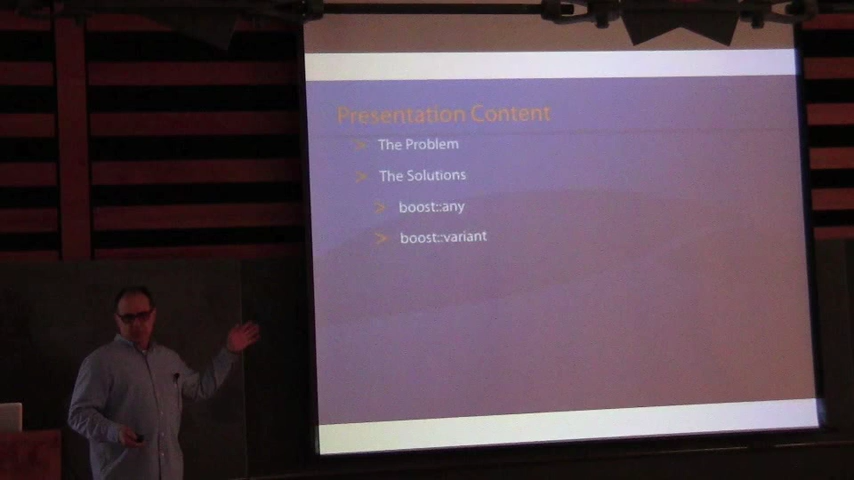 Presentation Content
> The Problem
> The Solutions
> boost::any
> boost::variant